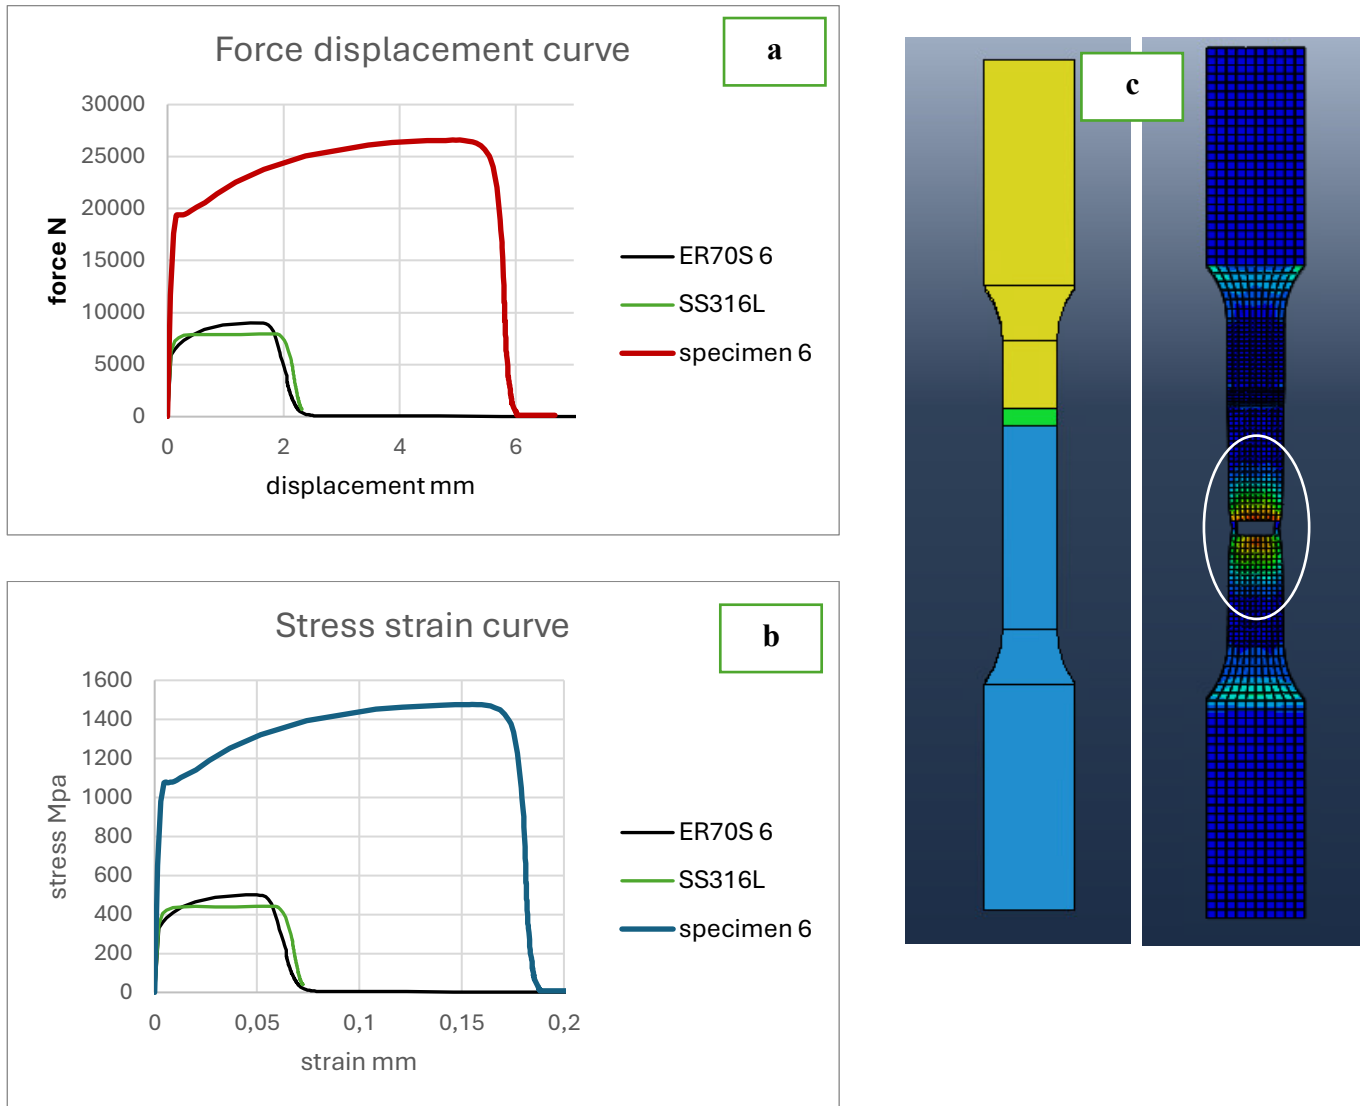 Force displacement curve
a
30000
25000
20000
15000
10000
5000
0
force N
0 2 4 6
displacement mm
ER70S 6
SS316L
specimen 6
Stress strain curve
b
1600
1400
1200
1000
800
600
400
200
0
stress Mpa
0 0,05 0,1 0,15 0,2
strain mm
ER70S 6
SS316L
specimen 6
c